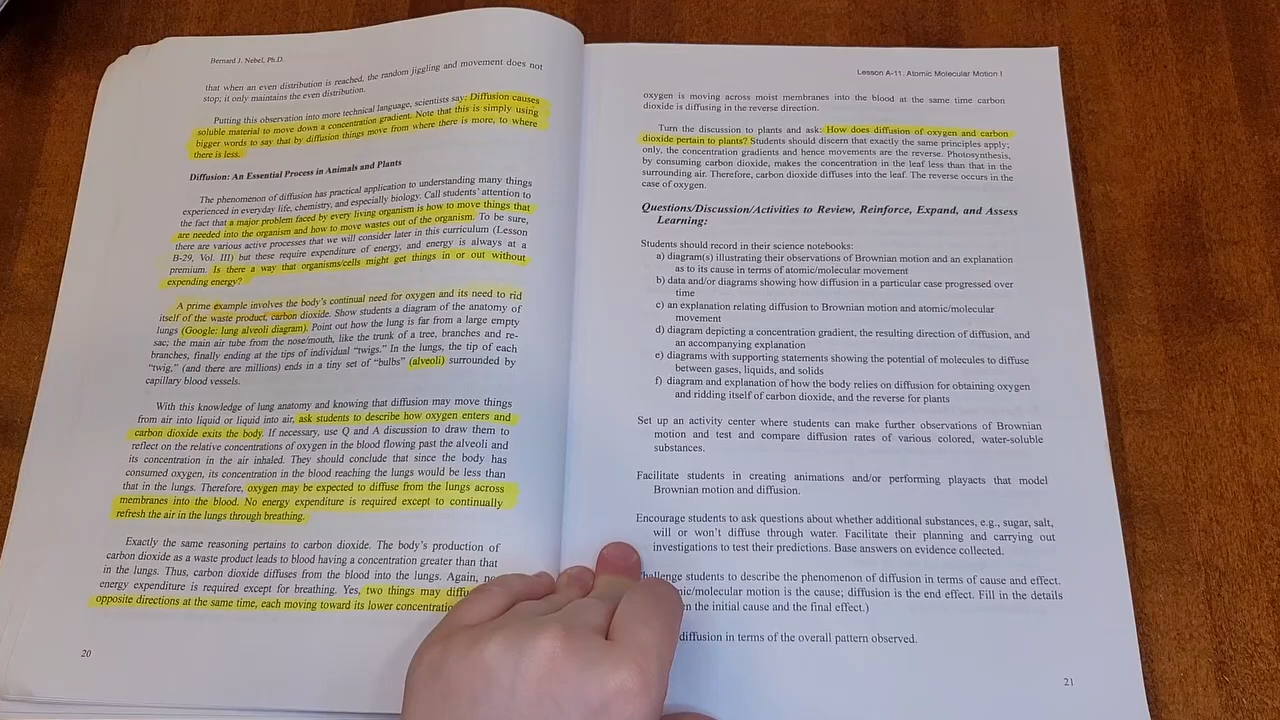 Bernard J. Nebel, Ph.D.
that when an even distribution is reached, the random jiggling and movement does not
stop; it only maintains the even distribution.
Putting this observation into more technical language, scientists say: Diffusion causes
soluble material to move down a concentration gradient. Note that this is simply using
bigger words to say that by diffusion things move from where there is more, to where
there is less.
Diffusion: An Essential Process in Animals and Plants
The phenomenon of diffusion has practical application to understanding many things
experienced in everyday life, chemistry, and especially biology. Call students' attention to
the fact that a major problem faced by every living organism is how to move things that
are needed into the organism and how to move wastes out of the organism. To be sure,
there are various active processes that we will consider later in this curriculum (Lesson
B-29, Vol. III) but these require expenditure of energy, and energy is always at a
premium. Is there a way that organisms/cells might get things in or out without
expending energy?
A prime example involves the body's continual need for oxygen and its need to rid
itself of the waste product, carbon dioxide. Show students a diagram of the anatomy of
lungs (Google: lung alveoli diagram). Point out how the lung is far from a large empty
sac; the main air tube from the nose/mouth, like the trunk of a tree, branches and re-
branches, finally ending at the tips of individual "twigs." In the lungs, the tip of each
"twig," (and there are millions) ends in a tiny set of "bulbs" (alveoli) surrounded by
capillary blood vessels.
With this knowledge of lung anatomy and knowing that diffusion may move things
from air into liquid or liquid into air, ask students to describe how oxygen enters and
carbon dioxide exits the body. If necessary, use Q and A discussion to draw them to
reflect on the relative concentrations of oxygen in the blood flowing past the alveoli and
its concentration in the air inhaled. They should conclude that since the body has
consumed oxygen, its concentration in the blood reaching the lungs would be less than
that in the lungs. Therefore, oxygen may be expected to diffuse from the lungs across
membranes into the blood. No energy expenditure is required except to continually
refresh the air in the lungs through breathing.
Exactly the same reasoning pertains to carbon dioxide. The body's production of
carbon dioxide as a waste product leads to blood having a concentration greater than that
in the lungs. Thus, carbon dioxide diffuses from the blood into the lungs. Again,
energy expenditure is required except for breathing. Yes, two things may
opposite directions at the same time, each moving toward its lower
20
Lesson A-11: Atomic Molecular Motion I
oxygen is moving across moist membranes into the blood at the same time carbon
dioxide is diffusing in the reverse direction.
Turn the discussion to plants and ask: How does diffusion of oxygen and carbon
dioxide pertain to plants? Students should discern that exactly the same principles apply;
only, the concentration gradients and hence movements are the reverse. Photosynthesis,
by consuming carbon dioxide, makes the concentration in the leaf less than that in the
surrounding air. Therefore, carbon dioxide diffuses into the leaf. The reverse occurs in the
case of oxygen.
Questions/Discussion/Activities to Review, Reinforce, Expand, and Assess
Learning:
Students should record in their science notebooks:
a) diagram(s) illustrating their observations of Brownian motion and an explanation
as to its cause in terms of atomic/molecular movement
b) data and/or diagrams showing how diffusion in a particular case progressed over
time
c) an explanation relating diffusion to Brownian motion and atomic/molecular
movement
d) diagram depicting a concentration gradient, the resulting direction of diffusion, and
an accompanying explanation
e) diagrams with supporting statements showing the potential of molecules to diffuse
between gases, liquids, and solids
f) diagram and explanation of how the body relies on diffusion for obtaining oxygen
and ridding itself of carbon dioxide, and the reverse for plants
Set up an activity center where students can make further observations of Brownian
motion and test and compare diffusion rates of various colored, water-soluble
substances.
Facilitate students in creating animations and/or performing playacts that model
Brownian motion and diffusion.
Encourage students to ask questions about whether additional substances, e.g., sugar, salt,
will or won't diffuse through water. Facilitate their planning and carrying out
investigations to test their predictions. Base answers on evidence collected.
students to describe the phenomenon of diffusion in terms of cause and effect.
motion is the cause; diffusion is the end effect. Fill in the details
the initial cause and the final effect.)
diffusion in terms of the overall pattern observed.
21